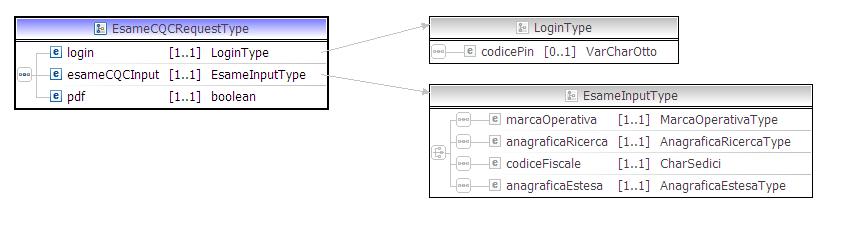 EsameCQCRequestType
login [1..1] LoginType
esameCQCInput [1..1] EsameInputType
pdf [1..1] boolean
LoginType
codicePin [0..1] VarCharOtto
EsameInputType
marcaOperativa [1..1] MarcaOperativaType
anagraficaRicerca [1..1] AnagraficaRicercaType
codiceFiscale [1..1] CharSedici
anagraficaEstesa [1..1] AnagraficaEstesaType